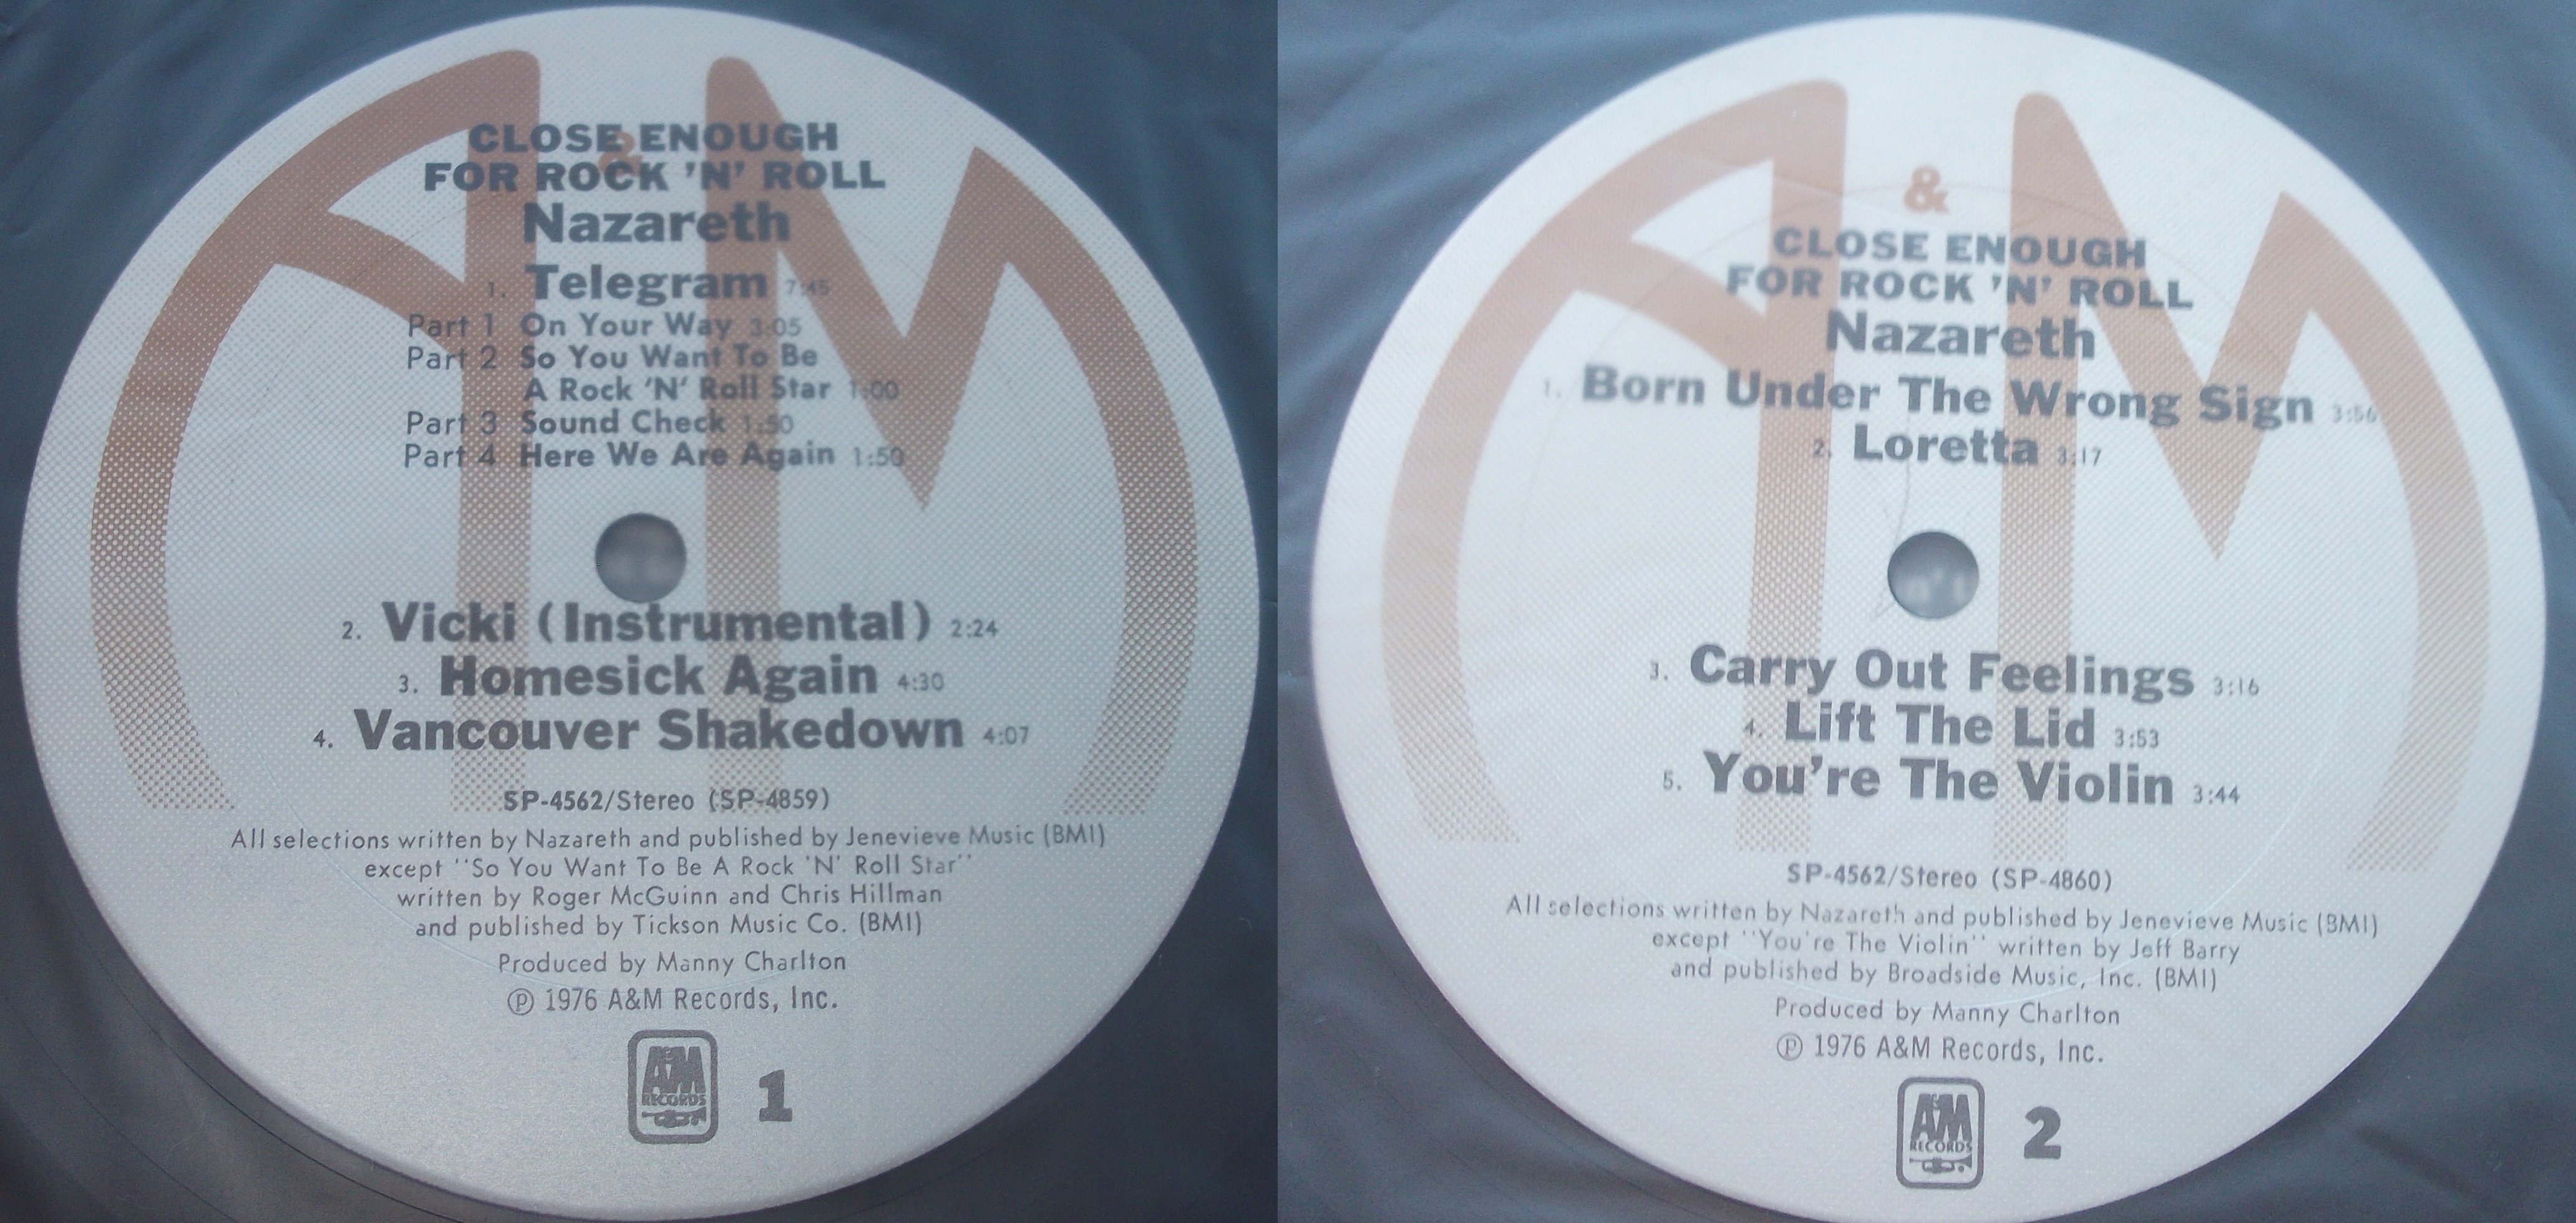 &
CLOSE ENOUGH
FOR ROCK 'N' ROLL
Nazareth
1. Telegram 7:45
Part 1 On Your Way 3:05
Part 2 So You Want To Be
A Rock 'N' Roll Star 1:00
Part 3 Sound Check 1:50
Part 4 Here We Are Again 1:50
2. Vicki (Instrumental) 2:24
3. Homesick Again 4:30
4. Vancouver Shakedown 4:07
SP-4562/Stereo (SP-4859)
All selections written by Nazareth and published by Jenevieve Music (BMI)
except "So You Want To Be A Rock 'N' Roll Star"
written by Roger McGuinn and Chris Hillman
and published by Tickson Music Co. (BMI)
Produced by Manny Charlton
℗ 1976 A&M Records, Inc.
A&M
RECORDS
1
A & M
CLOSE ENOUGH
FOR ROCK 'N' ROLL
Nazareth
1. Born Under The Wrong Sign 3:56
2. Loretta 3:17
3. Carry Out Feelings 3:16
4. Lift The Lid 3:53
5. You're The Violin 3:44
SP-4562/Stereo (SP-4860)
All selections written by Nazareth and published by Jenevieve Music (BMI)
except "You're The Violin" written by Jeff Barry
and published by Broadside Music, Inc. (BMI)
Produced by Manny Charlton
℗ 1976 A&M Records, Inc.
A&M
RECORDS
2